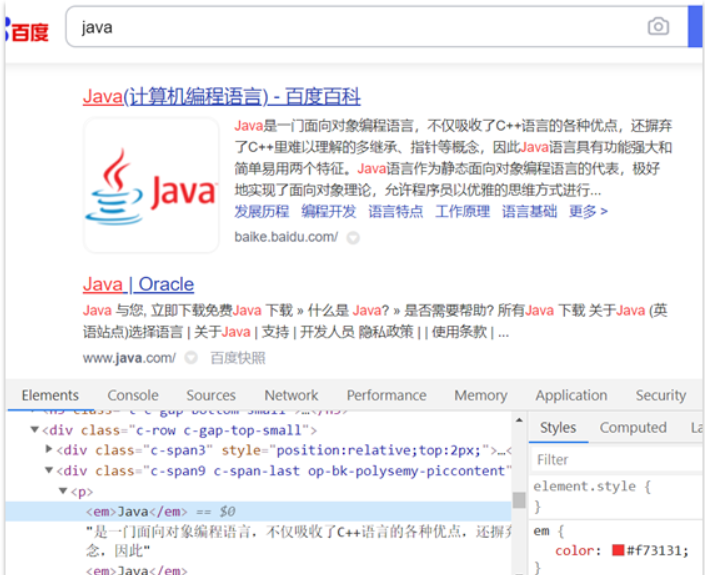 百度
java
Java(计算机编程语言) - 百度百科
Java
Java是一门面向对象编程语言，不仅吸收了C++语言的各种优点，还摒弃
了C++里难以理解的多继承、指针等概念，因此Java语言具有功能强大和
简单易用两个特征。Java语言作为静态面向对象编程语言的代表，极好
地实现了面向对象理论，允许程序员以优雅的思维方式进行...
发展历程 编程开发 语言特点 工作原理 语言基础 更多 >
baike.baidu.com/
Java | Oracle
Java 与您, 立即下载免费Java 下载 » 什么是 Java? » 是否需要帮助? 所有Java 下载 关于Java (英
语站点)选择语言 | 关于Java | 支持 | 开发人员 隐私政策 | | 使用条款 | ...
www.java.com/ 百度快照
Elements Console Sources Network Performance Memory Application Security
▼<div class="c-row c-gap-top-small">
▶<div class="c-span3" style="position:relative;top:2px;">…<
▼<div class="c-span9 c-span-last op-bk-polysemy-piccontent"
▼<p>
<em>Java</em> == $0
"是一门面向对象编程语言，不仅吸收了C++语言的各种优点，还摒
念，因此"
<em>Java</em>
Styles Computed La
Filter
element.style {
}
em {
color: #f73131;
}